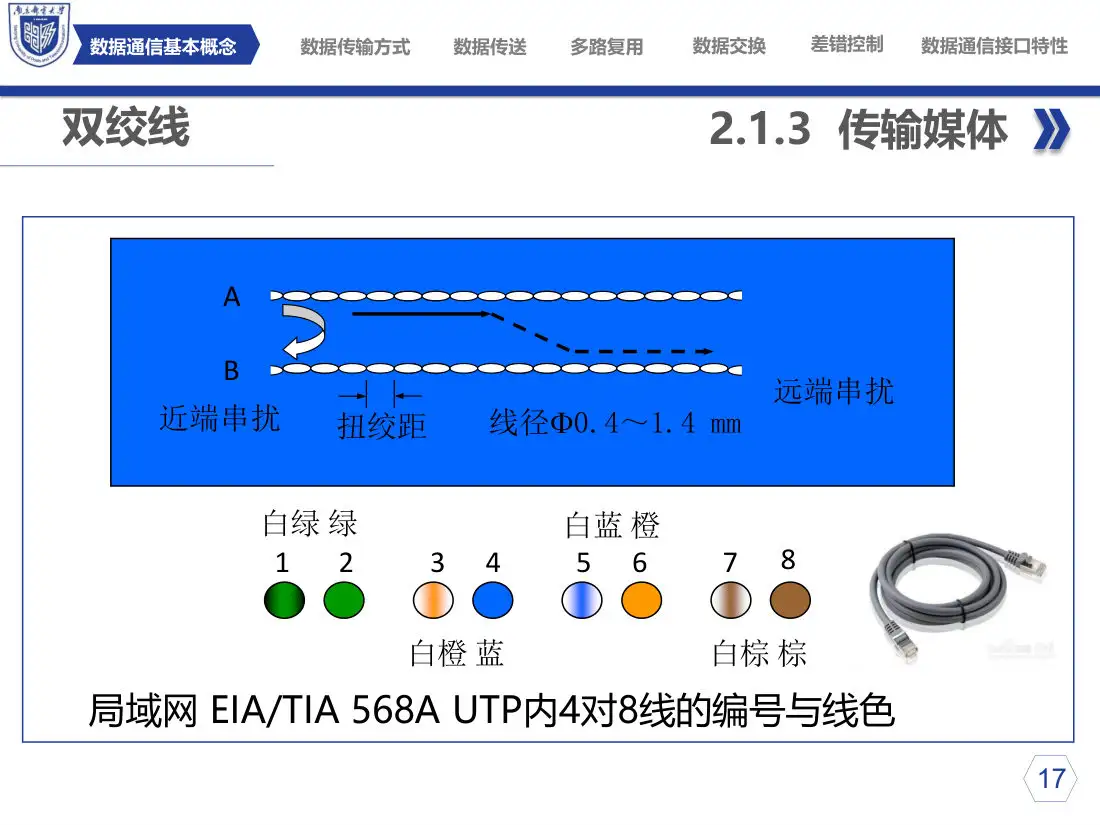 数据通信基本概念
数据传输方式
数据传送
多路复用
数据交换
差错控制
数据通信接口特性
双绞线
2.1.3 传输媒体
A
B
近端串扰
扭绞距
线径Φ0.4～1.4 mm
远端串扰
白绿 绿
白蓝 橙
1 2 3 4 5 6 7 8
白橙 蓝
白棕 棕
局域网 EIA/TIA 568A UTP内4对8线的编号与线色
17